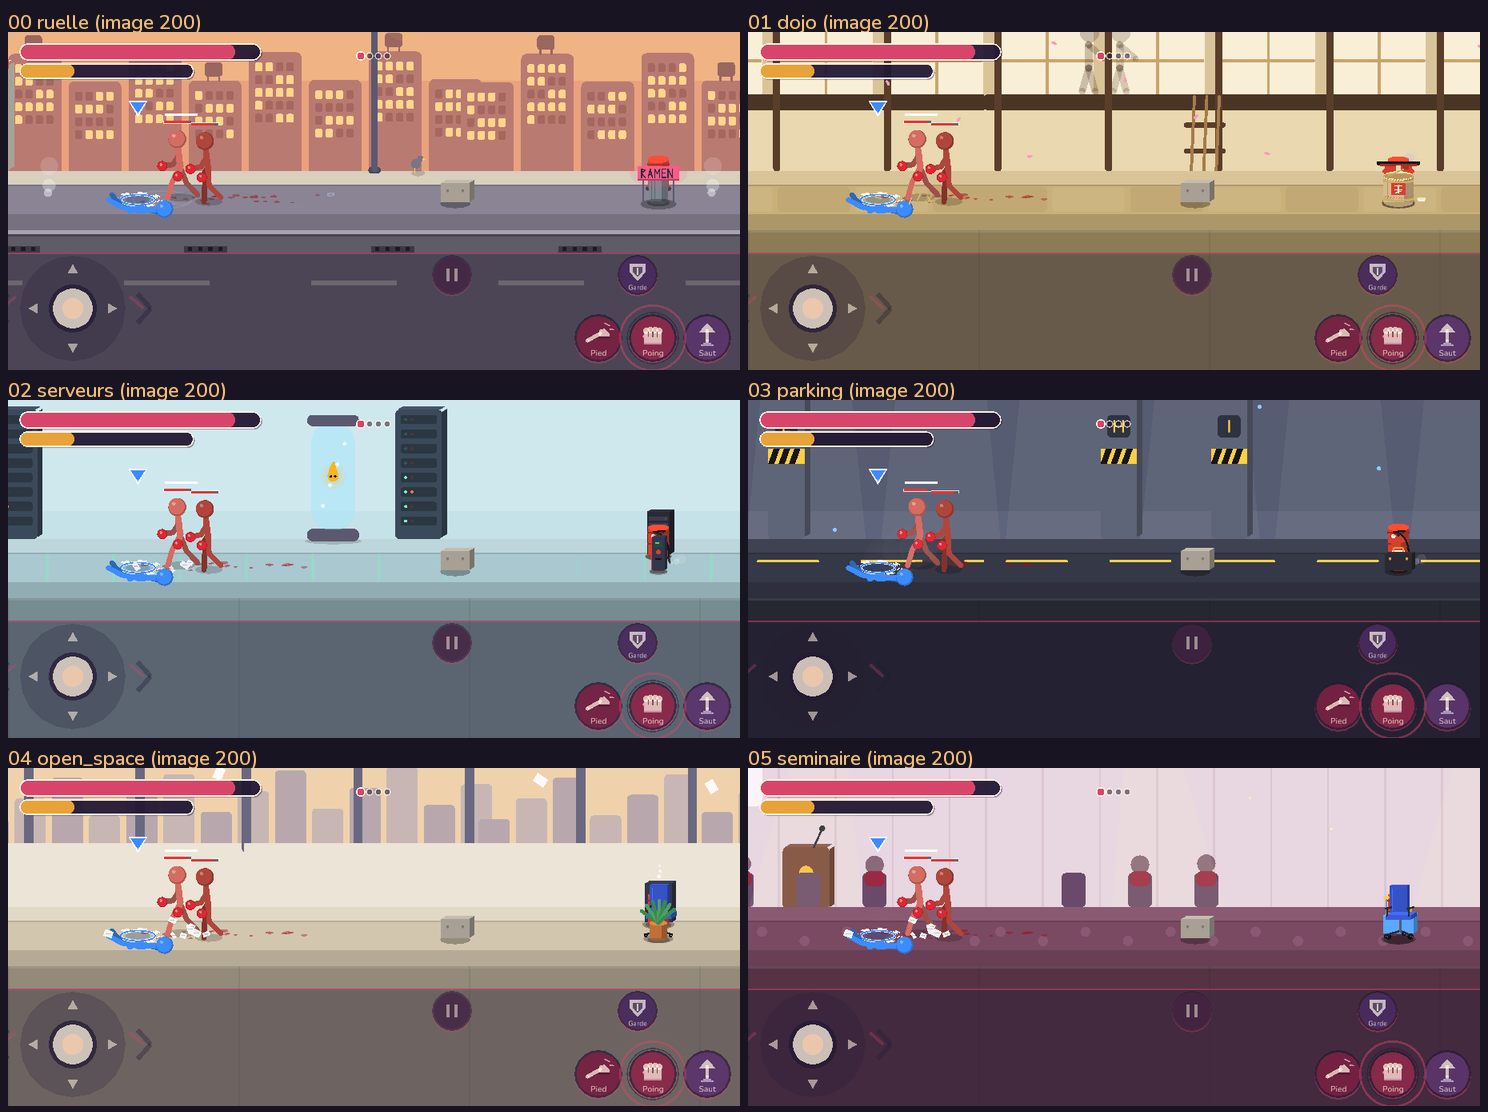 00 ruelle (image 200)
RAMEN
Garde
Pied
Poing
Saut
01 dojo (image 200)
Garde
Pied
Poing
Saut
02 serveurs (image 200)
Garde
Pied
Poing
Saut
03 parking (image 200)
Garde
Pied
Poing
Saut
04 open_space (image 200)
Garde
Pied
Poing
Saut
05 seminaire (image 200)
Garde
Pied
Poing
Saut